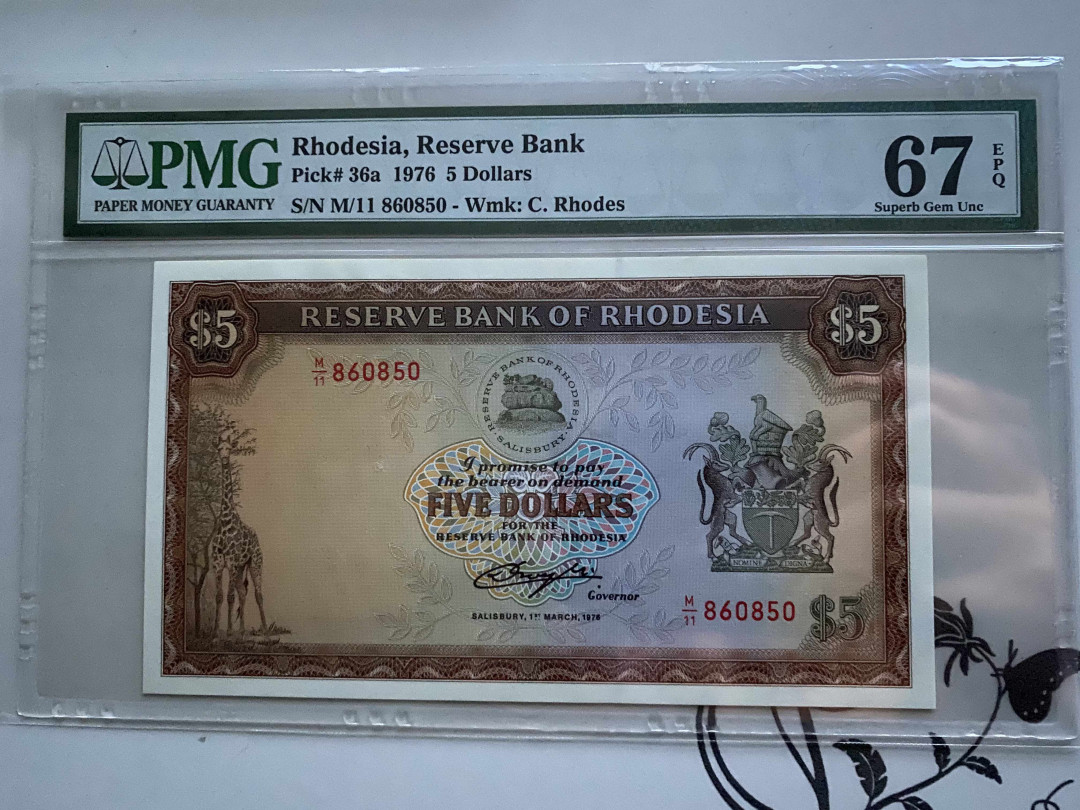 PMG
PAPER MONEY GUARANTY
Rhodesia, Reserve Bank
Pick# 36a 1976 5 Dollars
S/N M/11 860850 - Wmk: C. Rhodes
67
EPQ
Superb Gem Unc
$5
RESERVE BANK OF RHODESIA
$5
M/11 860850
RESERVE BANK OF RHODESIA
SALISBURY
I promise to pay
the bearer on demand
FIVE DOLLARS
FOR THE
RESERVE BANK OF RHODESIA
Governor
SALISBURY, 1ST MARCH, 1976
NOMINE DIGNA
M/11 860850
$5